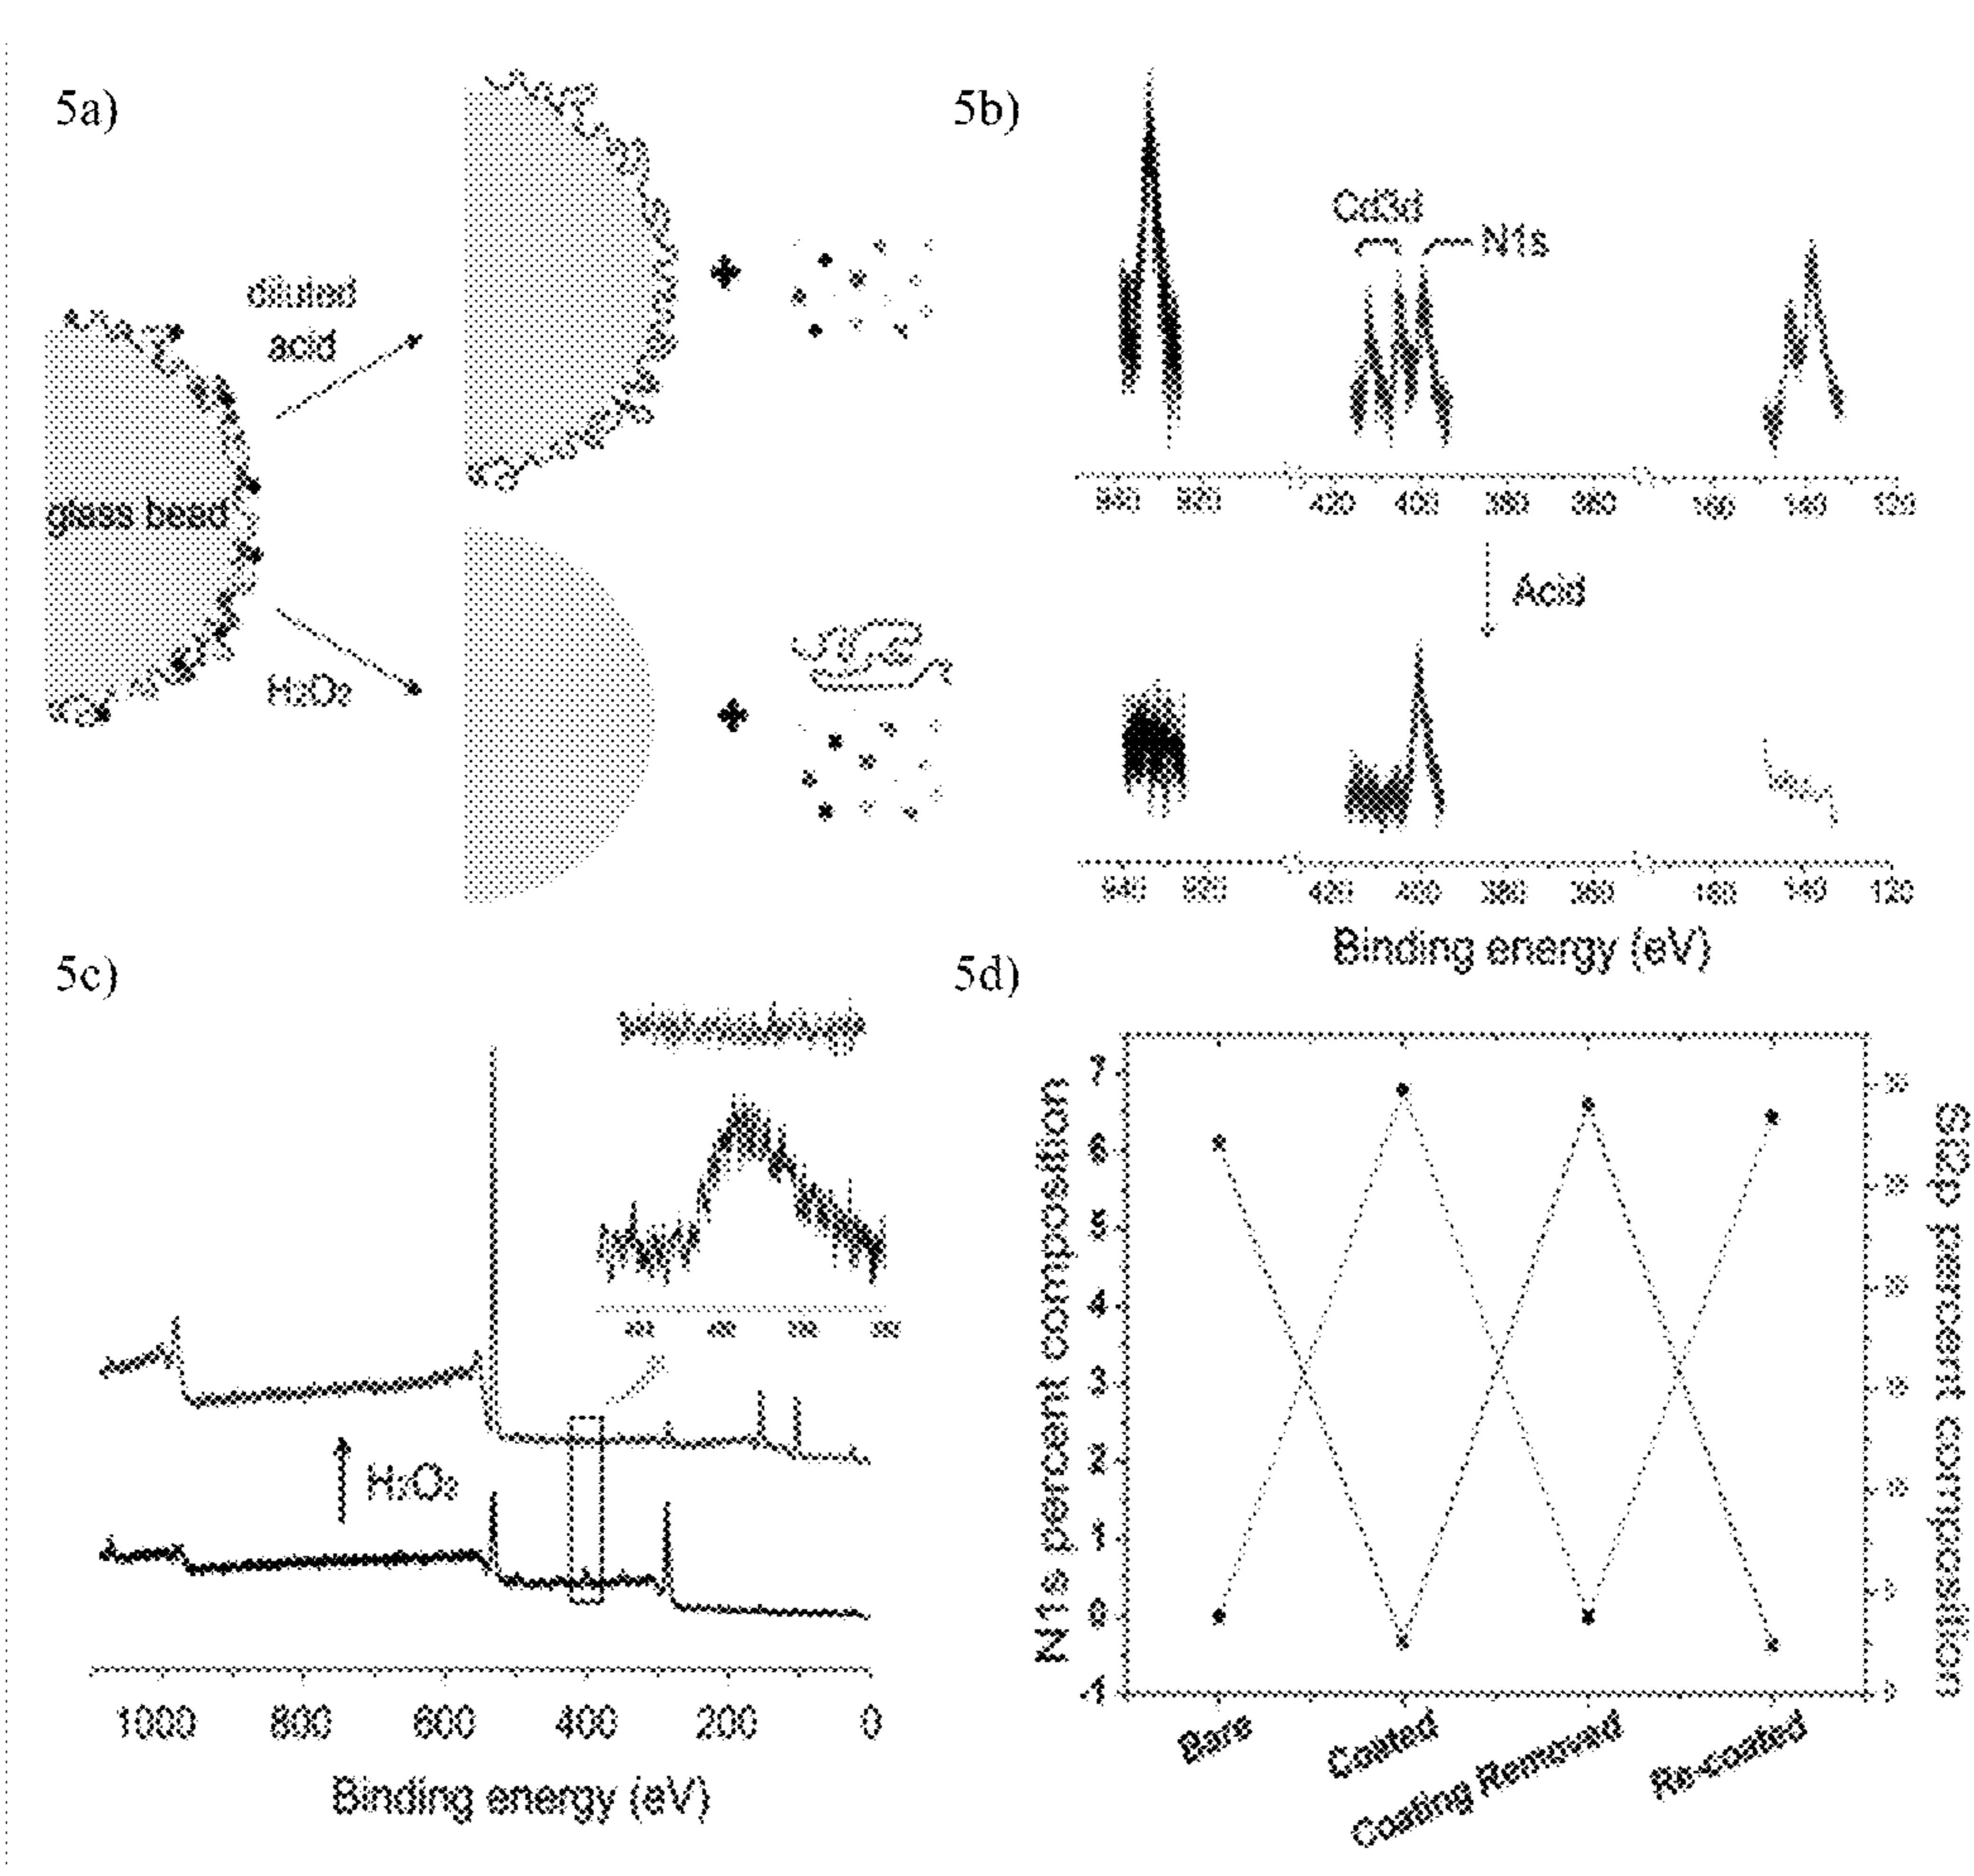 5a)
diluted
acid
glass bead
H₂O₂
5b)
Cd3d
N1s
940 920 420 400 380 360 160 140 120
Acid
940 920 420 400 380 360 160 140 120
Binding energy (eV)
5c)
H₂O₂
1000 800 600 400 200 0
Binding energy (eV)
5d)
N1s percent composition
7
6
5
4
3
2
1
0
-1
Si2p percent composition
Bare
Coated
Coating Removed
Re-coated